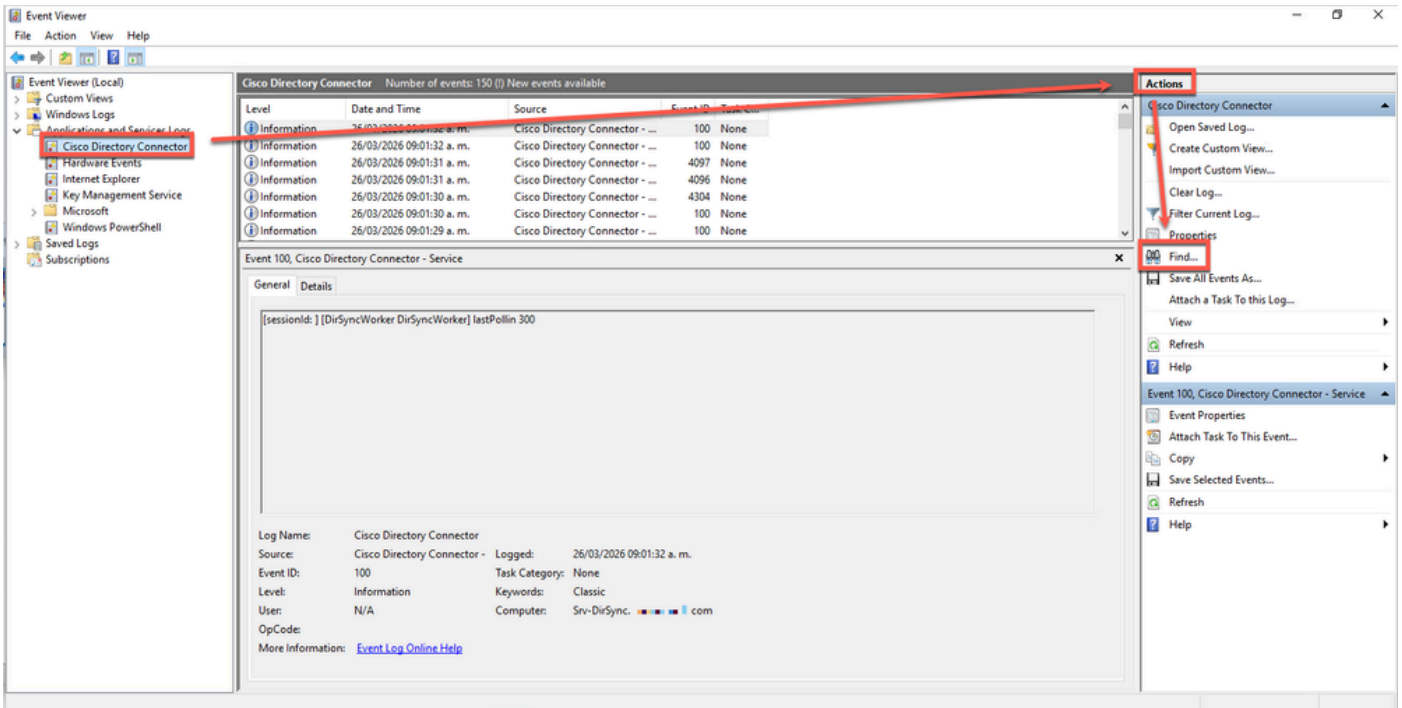 Event Viewer
File Action View Help
Event Viewer (Local)
Custom Views
Windows Logs
Applications and Services Logs
Cisco Directory Connector
Hardware Events
Internet Explorer
Key Management Service
Microsoft
Windows PowerShell
Saved Logs
Subscriptions
Cisco Directory Connector Number of events: 150 (!) New events available
Level Date and Time Source Event ID Task C...
Information 26/03/2026 09:01:32 a. m. Cisco Directory Connector - ... 100 None
Information 26/03/2026 09:01:32 a. m. Cisco Directory Connector - ... 100 None
Information 26/03/2026 09:01:31 a. m. Cisco Directory Connector - ... 4097 None
Information 26/03/2026 09:01:31 a. m. Cisco Directory Connector - ... 4096 None
Information 26/03/2026 09:01:30 a. m. Cisco Directory Connector - ... 4304 None
Information 26/03/2026 09:01:30 a. m. Cisco Directory Connector - ... 100 None
Information 26/03/2026 09:01:29 a. m. Cisco Directory Connector - ... 100 None
Event 100, Cisco Directory Connector - Service
General Details
[sessionId: ] [DirSyncWorker DirSyncWorker] lastPollin 300
Log Name: Cisco Directory Connector
Source: Cisco Directory Connector - Logged: 26/03/2026 09:01:32 a. m.
Event ID: 100 Task Category: None
Level: Information Keywords: Classic
User: N/A Computer: Srv-DirSync. com
OpCode:
More Information: Event Log Online Help
Actions
Cisco Directory Connector
Open Saved Log...
Create Custom View...
Import Custom View...
Clear Log...
Filter Current Log...
Properties
Find...
Save All Events As...
Attach a Task To this Log...
View
Refresh
Help
Event 100, Cisco Directory Connector - Service
Event Properties
Attach Task To This Event...
Copy
Save Selected Events...
Refresh
Help